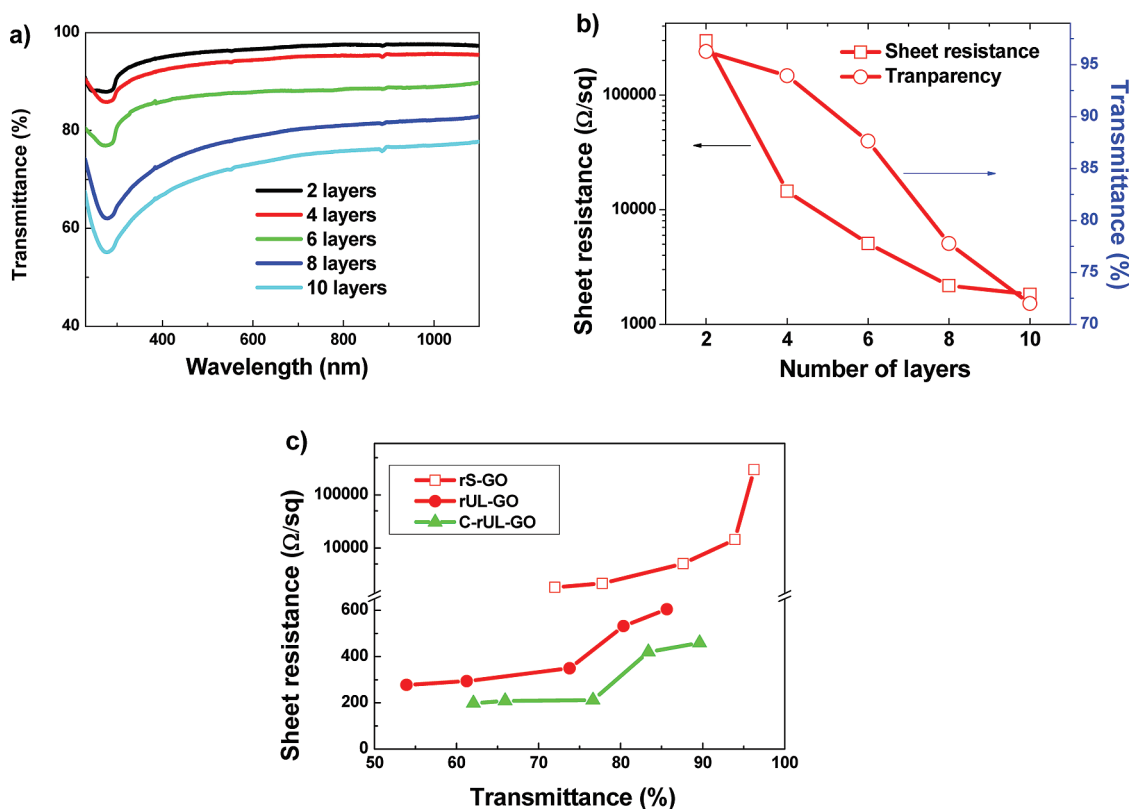 a)
100
80
60
40
Transmittance (%)
2 layers
4 layers
6 layers
8 layers
10 layers
400
600
800
1000
Wavelength (nm)
b)
100000
10000
1000
Sheet resistance (Ω/sq)
Sheet resistance
Tranparency
95
90
85
80
75
70
Transmittance (%)
2
4
6
8
10
Number of layers
c)
100000
10000
600
400
200
0
Sheet resistance (Ω/sq)
rS-GO
rUL-GO
C-rUL-GO
50
60
70
80
90
100
Transmittance (%)